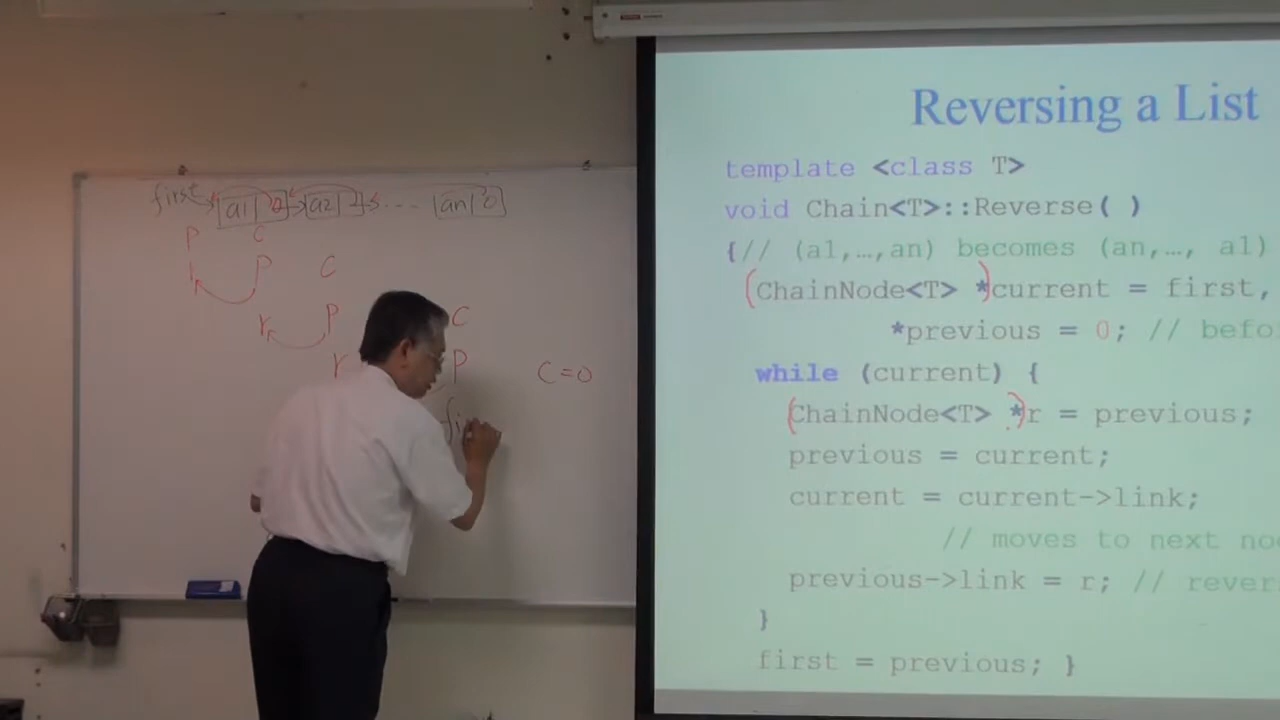 first → a1 0 → a2 ... an 0
P C
r P C
r P C
r P C=0
fi
Reversing a List
template <class T>
void Chain<T>::Reverse( )
{// (a1,…,an) becomes (an,…, a1)
(ChainNode<T> *)current = first,
*previous = 0; // befo
while (current) {
(ChainNode<T> *)r = previous;
previous = current;
current = current->link;
// moves to next no
previous->link = r; // rever
}
first = previous; }